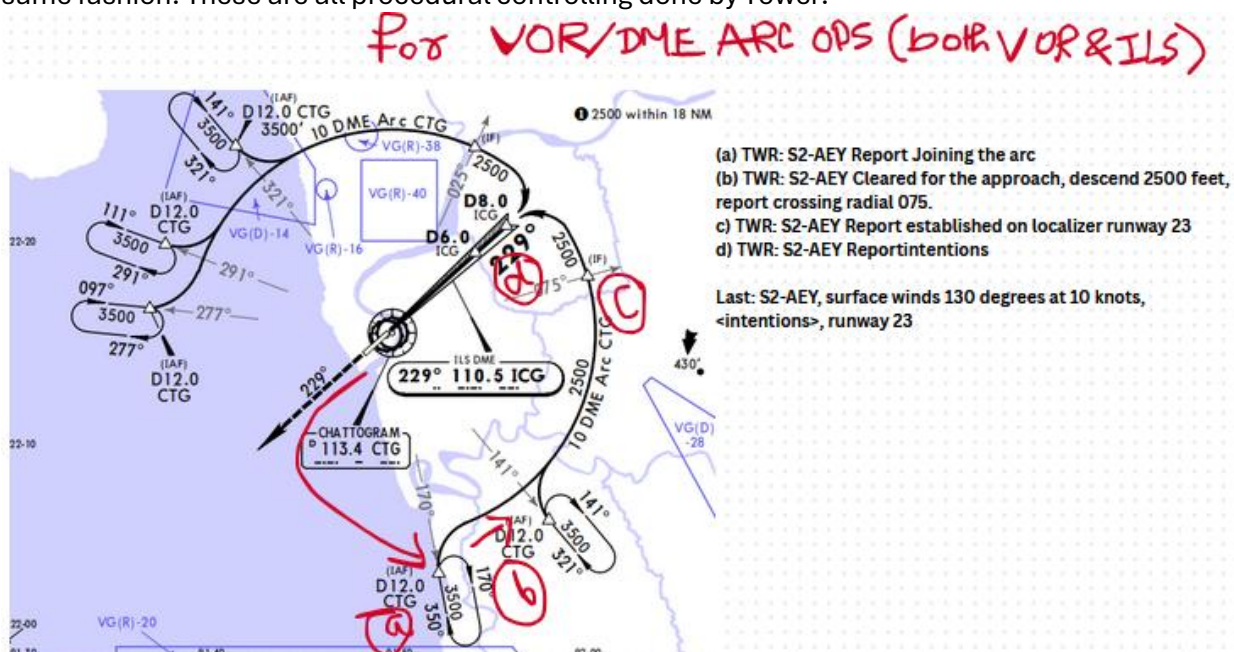 same fashion. These are all procedural controlling done by Tower.
for VOR/DME ARC OPS (both VOR & ILS)
(IAF)
D12.0 CTG
3500'
141°
3500
321°
10 DME Arc CTG
(IF)
2500
025°
2500 within 18 NM
VG(R)-38
VG(R)-40
321°
(IAF)
D12.0
CTG
111°
3500
291°
VG(D)-14
VG(R)-16
291°
D8.0
ICG
D6.0
ICG
229°
2500
(IF)
075°
22-20
097°
3500
277°
277°
(IAF)
D12.0
CTG
d
C
ILS DME
229° 110.5 ICG
229°
2500
10 DME Arc CTG
430'
CHATTOGRAM
D 113.4 CTG
VG(D)
-28
22-10
170°
141°
(IAF)
D12.0
CTG
141°
3500
321°
(IAF)
D12.0
CTG
170°
3500
350°
b
a
22-00
VG(R)-20
(a) TWR: S2-AEY Report Joining the arc
(b) TWR: S2-AEY Cleared for the approach, descend 2500 feet,
report crossing radial 075.
c) TWR: S2-AEY Report established on localizer runway 23
d) TWR: S2-AEY Reportintentions
Last: S2-AEY, surface winds 130 degrees at 10 knots,
<intentions>, runway 23